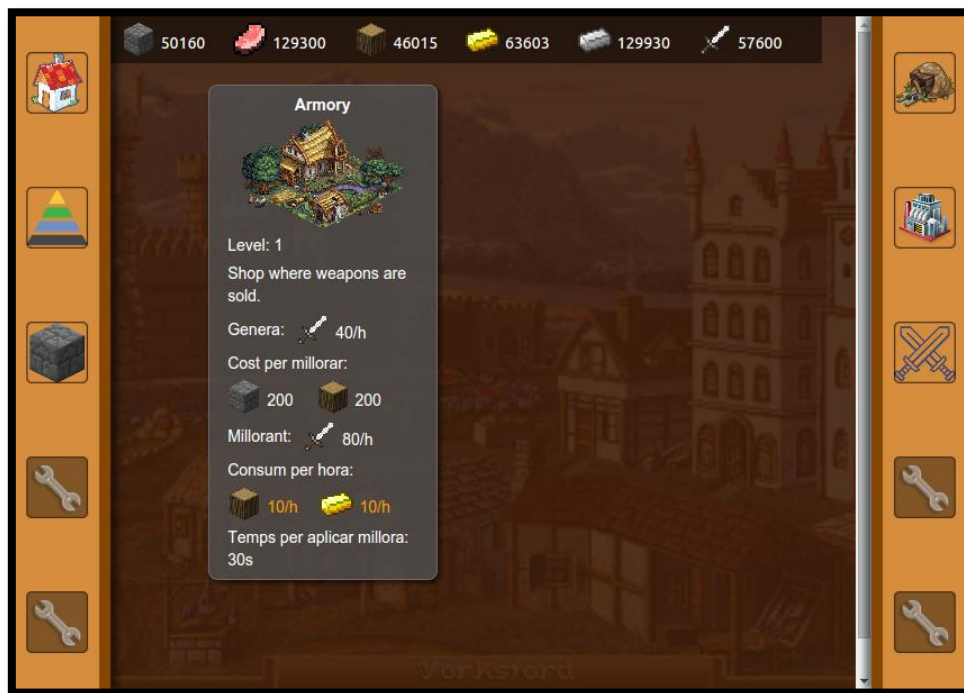 50160 129300 46015 63603 129930 57600
Armory
Level: 1
Shop where weapons are
sold.
Genera: 40/h
Cost per millorar:
200 200
Millorant: 80/h
Consum per hora:
10/h 10/h
Temps per aplicar millora:
30s
Yorksford